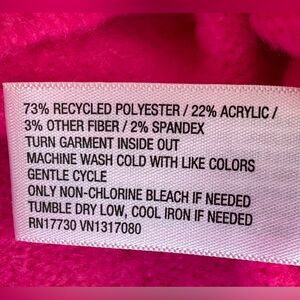 73% RECYCLED POLYESTER / 22% ACRYLIC /
3% OTHER FIBER / 2% SPANDEX
TURN GARMENT INSIDE OUT
MACHINE WASH COLD WITH LIKE COLORS
GENTLE CYCLE
ONLY NON-CHLORINE BLEACH IF NEEDED
TUMBLE DRY LOW, COOL IRON IF NEEDED
RN17730 VN1317080